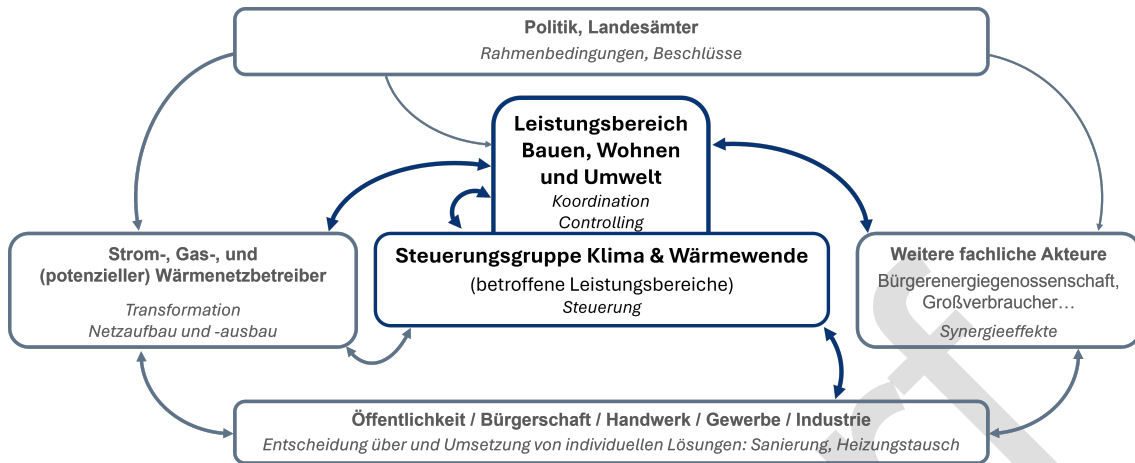 Politik, Landesämter
Rahmenbedingungen, Beschlüsse
Leistungsbereich
Bauen, Wohnen
und Umwelt
Koordination
Controlling
Strom-, Gas-, und
(potenzieller) Wärmenetzbetreiber
Transformation
Netzaufbau und -ausbau
Steuerungsgruppe Klima & Wärmewende
(betroffene Leistungsbereiche)
Steuerung
Weitere fachliche Akteure
Bürgerenergiegenossenschaft,
Großverbraucher…
Synergieeffekte
Öffentlichkeit / Bürgerschaft / Handwerk / Gewerbe / Industrie
Entscheidung über und Umsetzung von individuellen Lösungen: Sanierung, Heizungstausch
rf